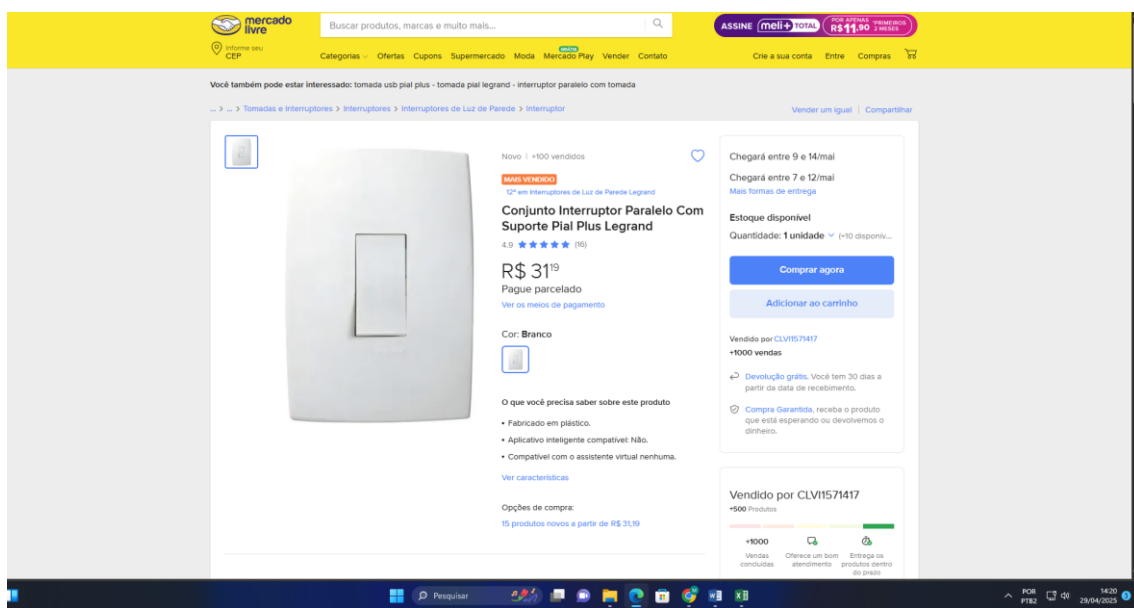 mercado
livre
Buscar produtos, marcas e muito mais...
ASSINE meli+ TOTAL POR APENAS R$11,90 *PRIMEIROS 2 MESES
Informe seu
CEP
Categorias Ofertas Cupons Supermercado Moda Mercado Play GRÁTIS Vender Contato
Crie a sua conta Entre Compras
Você também pode estar interessado: tomada usb pial plus - tomada pial legrand - interruptor paralelo com tomada
... > ... > Tomadas e Interruptores > Interruptores > Interruptores de Luz de Parede > Interruptor
Vender um igual | Compartilhar
Novo | +100 vendidos
MAIS VENDIDO
12º em Interruptores de Luz de Parede Legrand
Conjunto Interruptor Paralelo Com
Suporte Pial Plus Legrand
4.9 (16)
R$ 31 19
Pague parcelado
Ver os meios de pagamento
Cor: Branco
O que você precisa saber sobre este produto
• Fabricado em plástico.
• Aplicativo inteligente compatível: Não.
• Compatível com o assistente virtual nenhuma.
Ver características
Opções de compra:
15 produtos novos a partir de R$ 31,19
Chegará entre 9 e 14/mai
Chegará entre 7 e 12/mai
Mais formas de entrega
Estoque disponível
Quantidade: 1 unidade (+10 disponív...
Comprar agora
Adicionar ao carrinho
Vendido por CLVI1571417
+1000 vendas
Devolução grátis. Você tem 30 dias a
partir da data de recebimento.
Compra Garantida, receba o produto
que está esperando ou devolvemos o
dinheiro.
Vendido por CLVI1571417
+500 Produtos
+1000
Vendas
concluídas
Oferece um bom
atendimento
Entrega os
produtos dentro
do prazo
Pesquisar
POR
PTB2
14:20
29/04/2025